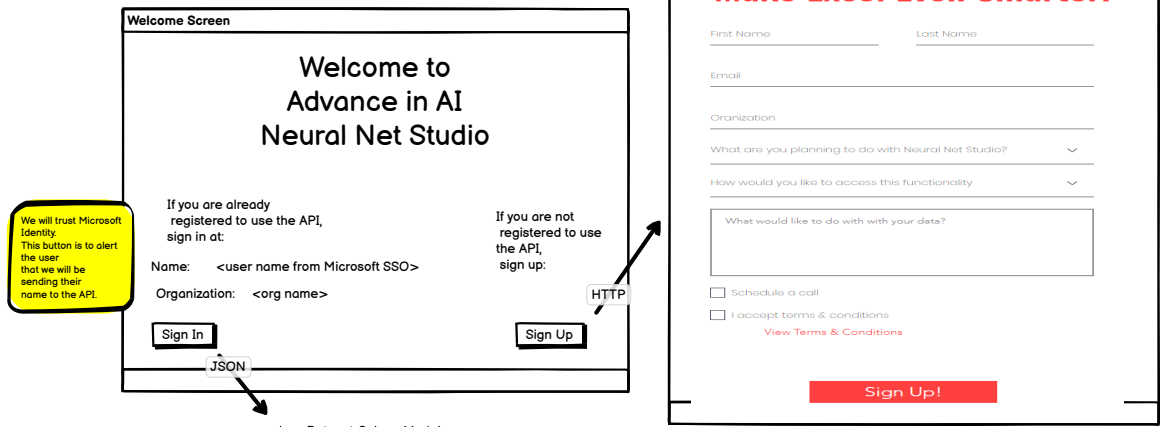 Make Excel Even Smarter!
Welcome Screen
Welcome to
Advance in AI
Neural Net Studio
We will trust Microsoft
Identity.
This button is to alert
the user
that we will be
sending their
name to the API.
If you are already
registered to use the API,
sign in at:
Name: <user name from Microsoft SSO>
Organization: <org name>
Sign In
JSON
If you are not
registered to use
the API,
sign up:
HTTP
Sign Up
First Name Last Name
Email
Oranization
What are you planning to do with Neural Net Studio?
How would you like to access this functionality
What would like to do with with your data?
Schedule a call
I accept terms & conditions
View Terms & Conditions
Sign Up!